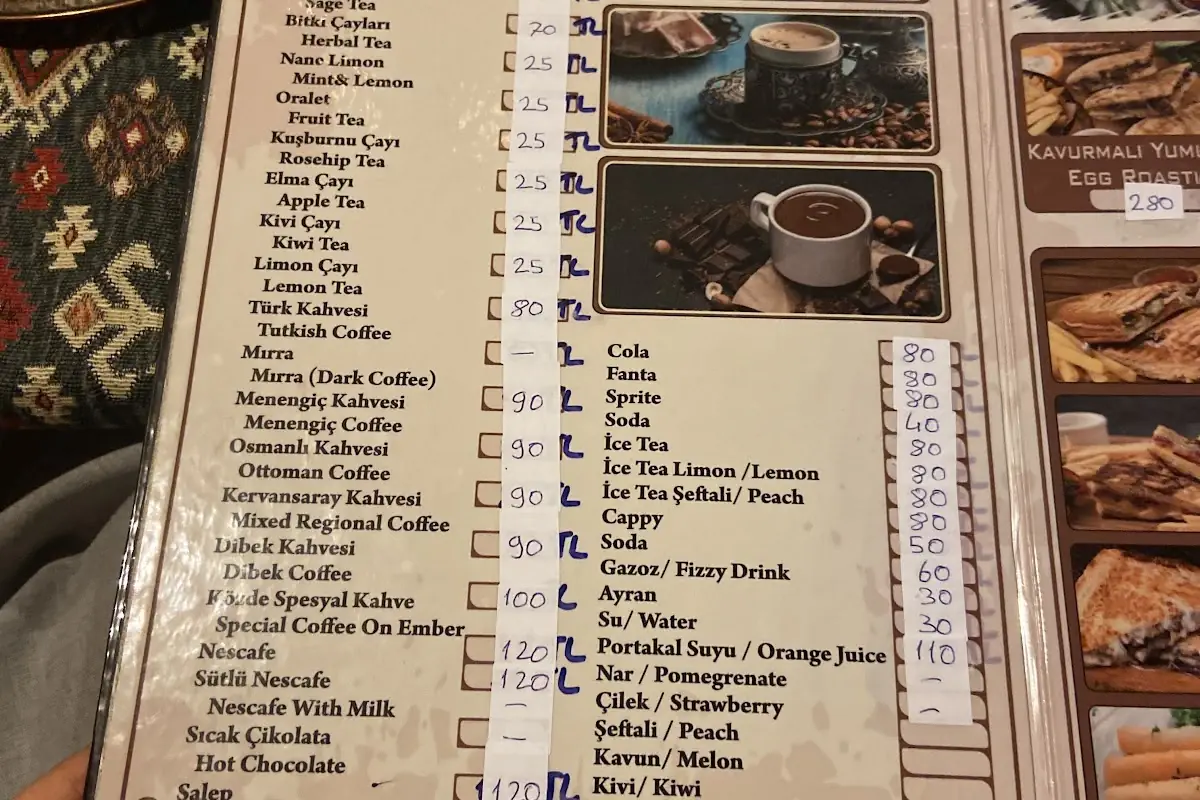 Sage Tea
Bitki Çayları 70 TL
Herbal Tea
Nane Limon 25 TL
Mint& Lemon
Oralet 25 TL
Fruit Tea
Kuşburnu Çayı 25 TL
Rosehip Tea
Elma Çayı 25 TL
Apple Tea
Kivi Çayı 25 TL
Kiwi Tea
Limon Çayı 25 TL
Lemon Tea
Türk Kahvesi 80 TL
Tutkish Coffee
Mırra — TL
Mırra (Dark Coffee)
Menengiç Kahvesi 90 TL
Menengiç Coffee
Osmanlı Kahvesi 90 TL
Ottoman Coffee
Kervansaray Kahvesi 90 TL
Mixed Regional Coffee
Dibek Kahvesi 90 TL
Dibek Coffee
Közde Spesyal Kahve 100 TL
Special Coffee On Ember
Nescafe 120 TL
Sütlü Nescafe 120 TL
Nescafe With Milk -
Sıcak Çikolata -
Hot Chocolate
Salep 120 TL
Cola 80
Fanta 80
Sprite 80
Soda 40
İce Tea 80
İce Tea Limon /Lemon 80
İce Tea Şeftali/ Peach 80
Cappy 80
Soda 50
Gazoz/ Fizzy Drink 60
Ayran 30
Su/ Water 30
Portakal Suyu / Orange Juice 110
Nar / Pomegrenate -
Çilek / Strawberry -
Şeftali / Peach
Kavun/ Melon
Kivi/ Kiwi
KAVURMALI
EGG
280